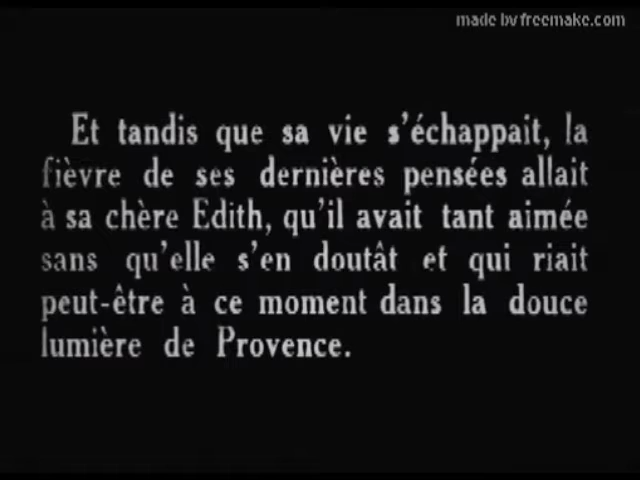 made by freemake.com
Et tandis que sa vie s'échappait, la
fièvre de ses dernières pensées allait
à sa chère Edith, qu'il avait tant aimée
sans qu'elle s'en doutât et qui riait
peut-être à ce moment dans la douce
lumière de Provence.